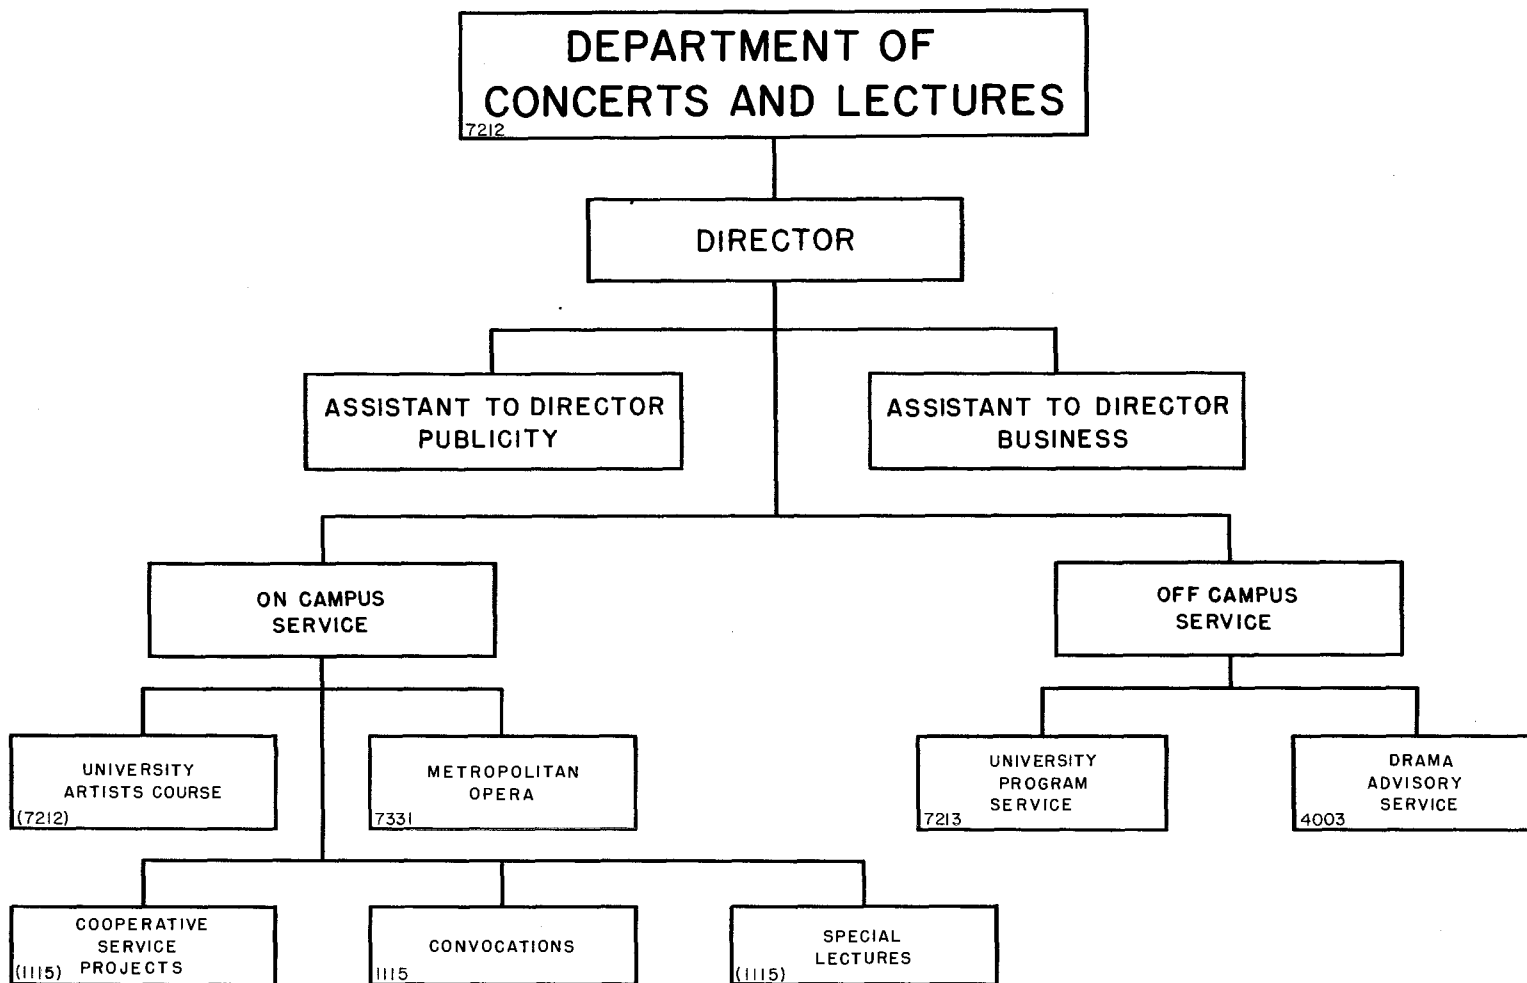 DEPARTMENT OF
CONCERTS AND LECTURES
7212
DIRECTOR
ASSISTANT TO DIRECTOR
PUBLICITY
ASSISTANT TO DIRECTOR
BUSINESS
ON CAMPUS
SERVICE
OFF CAMPUS
SERVICE
UNIVERSITY
ARTISTS COURSE
(7212)
METROPOLITAN
OPERA
7331
UNIVERSITY
PROGRAM
SERVICE
7213
DRAMA
ADVISORY
SERVICE
4003
COOPERATIVE
SERVICE
PROJECTS
(1115)
CONVOCATIONS
1115
SPECIAL
LECTURES
(1115)